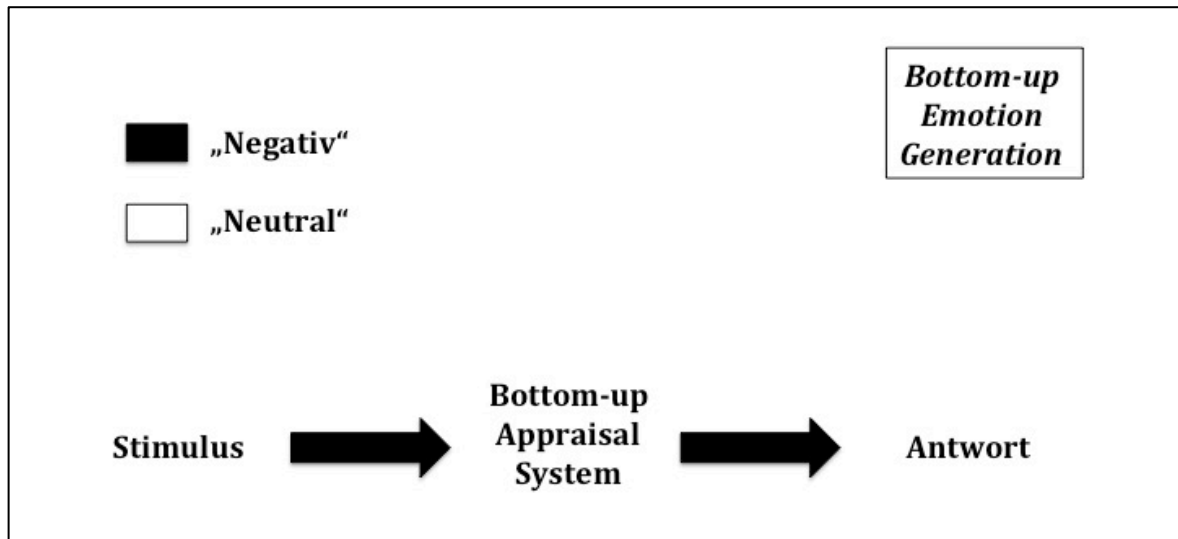 Bottom-up
Emotion
Generation
„Negativ“
„Neutral“
Stimulus
Bottom-up
Appraisal
System
Antwort